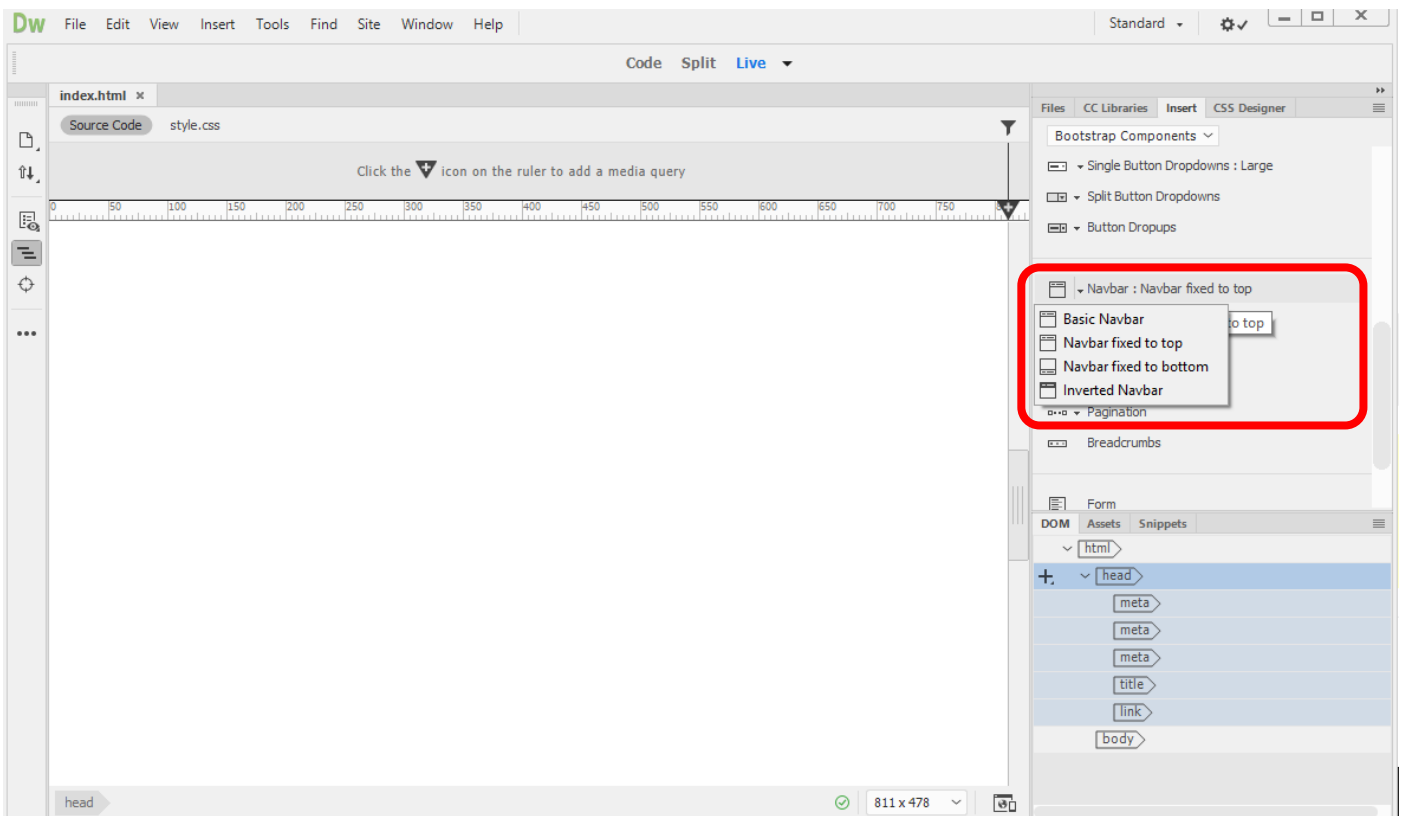 Dw File Edit View Insert Tools Find Site Window Help Standard
Code Split Live
index.html
Source Code style.css
Click the icon on the ruler to add a media query
0 50 100 150 200 250 300 350 400 450 500 550 600 650 700 750
Files CC Libraries Insert CSS Designer
Bootstrap Components
Single Button Dropdowns : Large
Split Button Dropdowns
Button Dropups
Navbar : Navbar fixed to top
Basic Navbar
to top
Navbar fixed to top
Navbar fixed to bottom
Inverted Navbar
Pagination
Breadcrumbs
Form
DOM Assets Snippets
html
head
meta
meta
meta
title
link
body
head 811 x 478